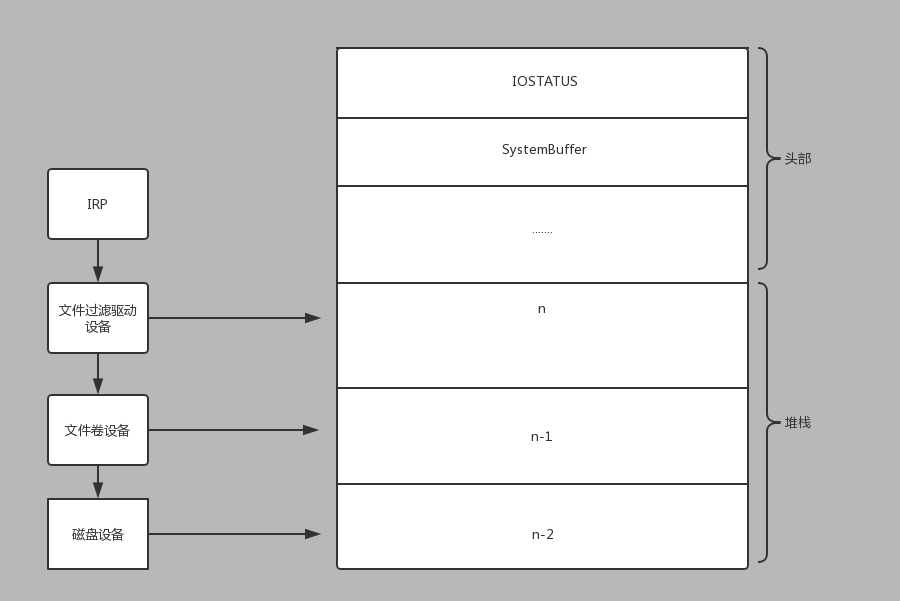 IOSTATUS
SystemBuffer
头部
IRP
.......
文件过滤驱动
设备
n
文件卷设备
n-1
堆栈
磁盘设备
n-2